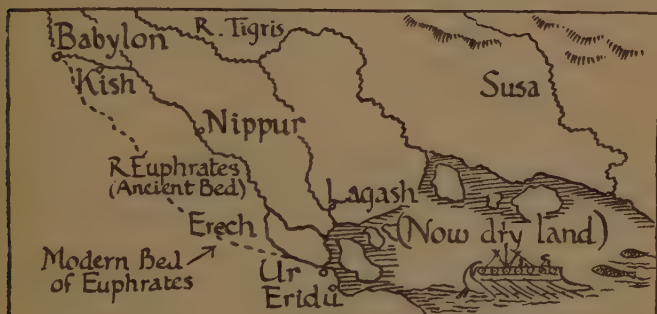 Babylon
R. Tigris
Kish
Susa
Nippur
R. Euphrates
(Ancient Bed)
Lagash
Erech
(Now dry land)
Modern Bed
of Euphrates
Ur
Eridu